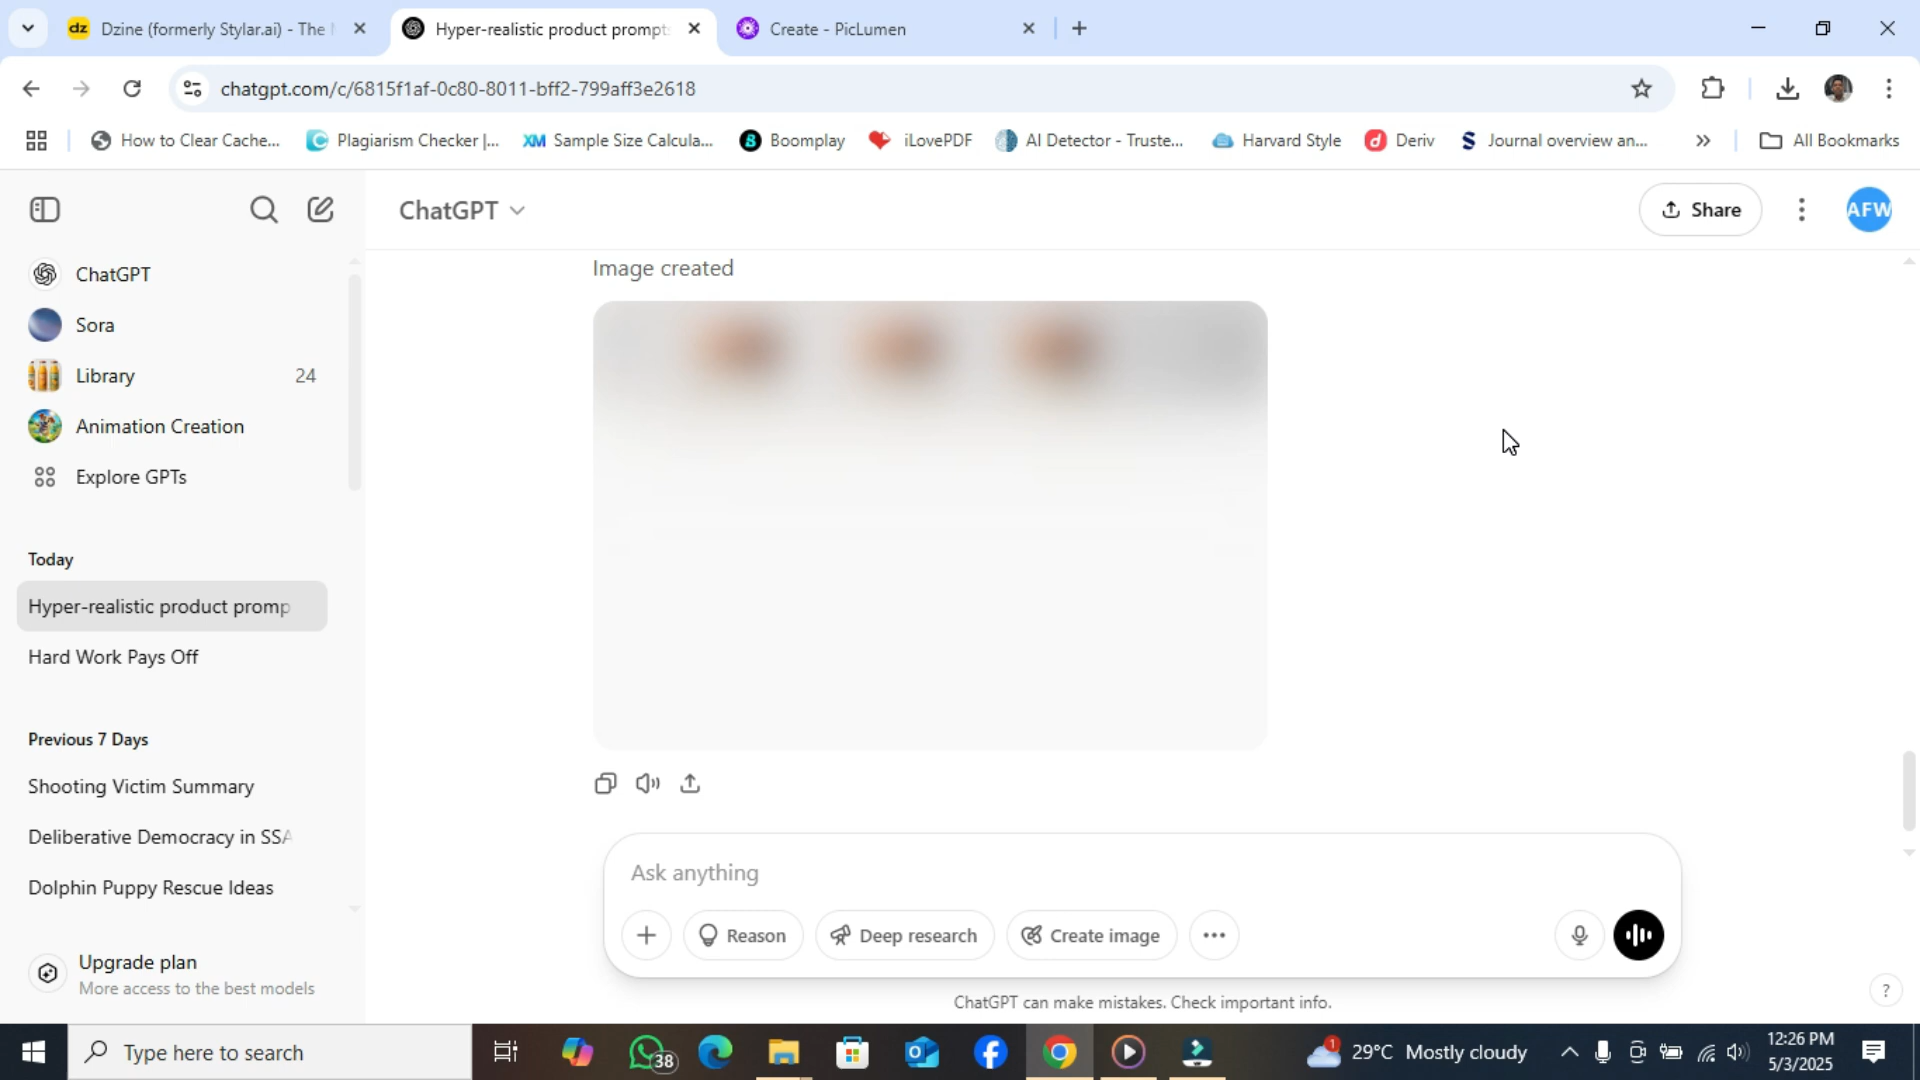 Dzine (formerly Stylar.ai) - The
Hyper-realistic product prompts
Create - PicLumen
chatgpt.com/c/6815f1af-0c80-8011-bff2-799aff3e2618
How to Clear Cache...
Plagiarism Checker |...
XM Sample Size Calcula...
Boomplay
iLovePDF
AI Detector - Truste...
Harvard Style
Deriv
Journal overview an...
All Bookmarks
ChatGPT
Share
AFW
ChatGPT
Sora
Library 24
Animation Creation
Explore GPTs
Today
Hyper-realistic product promp
Hard Work Pays Off
Previous 7 Days
Shooting Victim Summary
Deliberative Democracy in SSA
Dolphin Puppy Rescue Ideas
Upgrade plan
More access to the best models
Image created
Ask anything
Reason
Deep research
Create image
ChatGPT can make mistakes. Check important info.
?
Type here to search
38
1
29°C Mostly cloudy
12:26 PM
5/3/2025